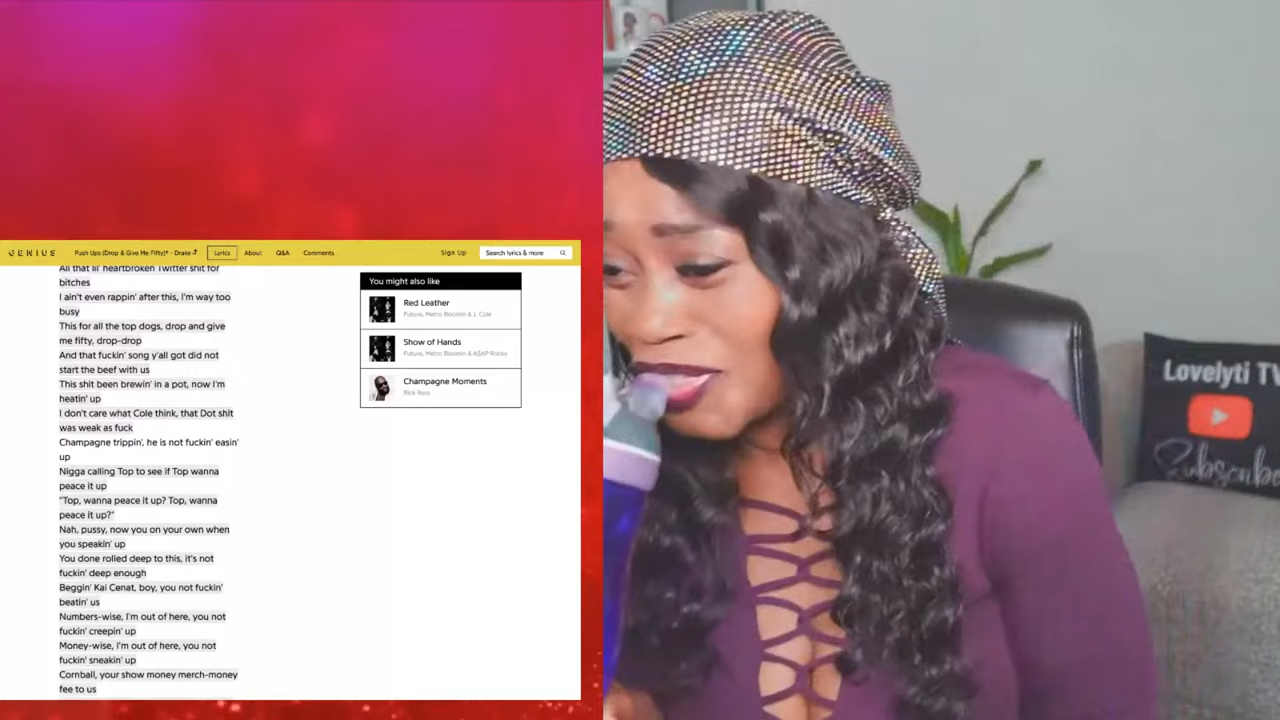 GENIUS
Push Ups (Drop & Give Me Fifty)* - Drake
Lyrics
About
Q&A
Comments
Sign Up
Search lyrics & more
All that lil' heartbroken Twitter shit for
bitches
I ain't even rappin' after this, I'm way too
busy
This for all the top dogs, drop and give
me fifty, drop-drop
And that fuckin' song y'all got did not
start the beef with us
This shit been brewin' in a pot, now I'm
heatin' up
I don't care what Cole think, that Dot shit
was weak as fuck
Champagne trippin', he is not fuckin' easin'
up
Nigga calling Top to see if Top wanna
peace it up
"Top, wanna peace it up? Top, wanna
peace it up?"
Nah, pussy, now you on your own when
you speakin' up
You done rolled deep to this, it's not
fuckin' deep enough
Beggin' Kai Cenat, boy, you not fuckin'
beatin' us
Numbers-wise, I'm out of here, you not
fuckin' creepin' up
Money-wise, I'm out of here, you not
fuckin' sneakin' up
Cornball, your show money merch-money
fee to us
You might also like
Red Leather
Future, Metro Boomin & J. Cole
Show of Hands
Future, Metro Boomin & A$AP Rocky
Champagne Moments
Rick Ross
Lovelyti TV
Subscribe